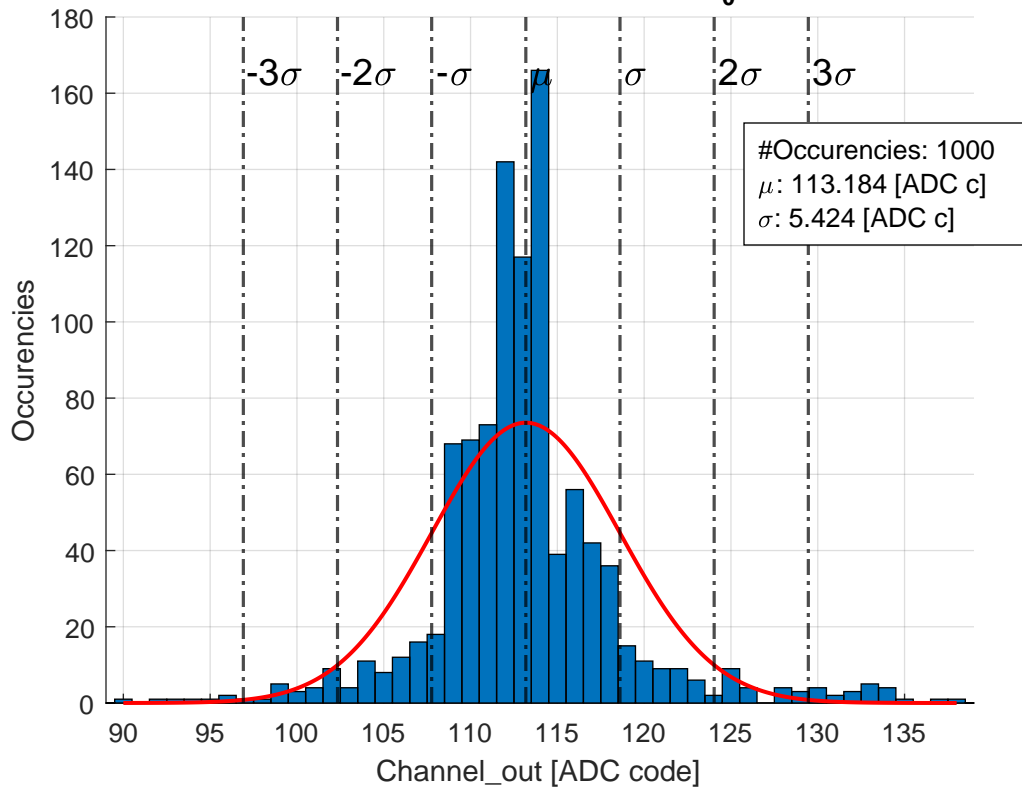 180
160
140
120
100
80
60
40
20
0
-3σ
-2σ
-σ
μ
σ
2σ
3σ
#Occurencies: 1000
μ: 113.184 [ADC c]
σ: 5.424 [ADC c]
Occurencies
90
95
100
105
110
115
120
125
130
135
Channel_out [ADC code]